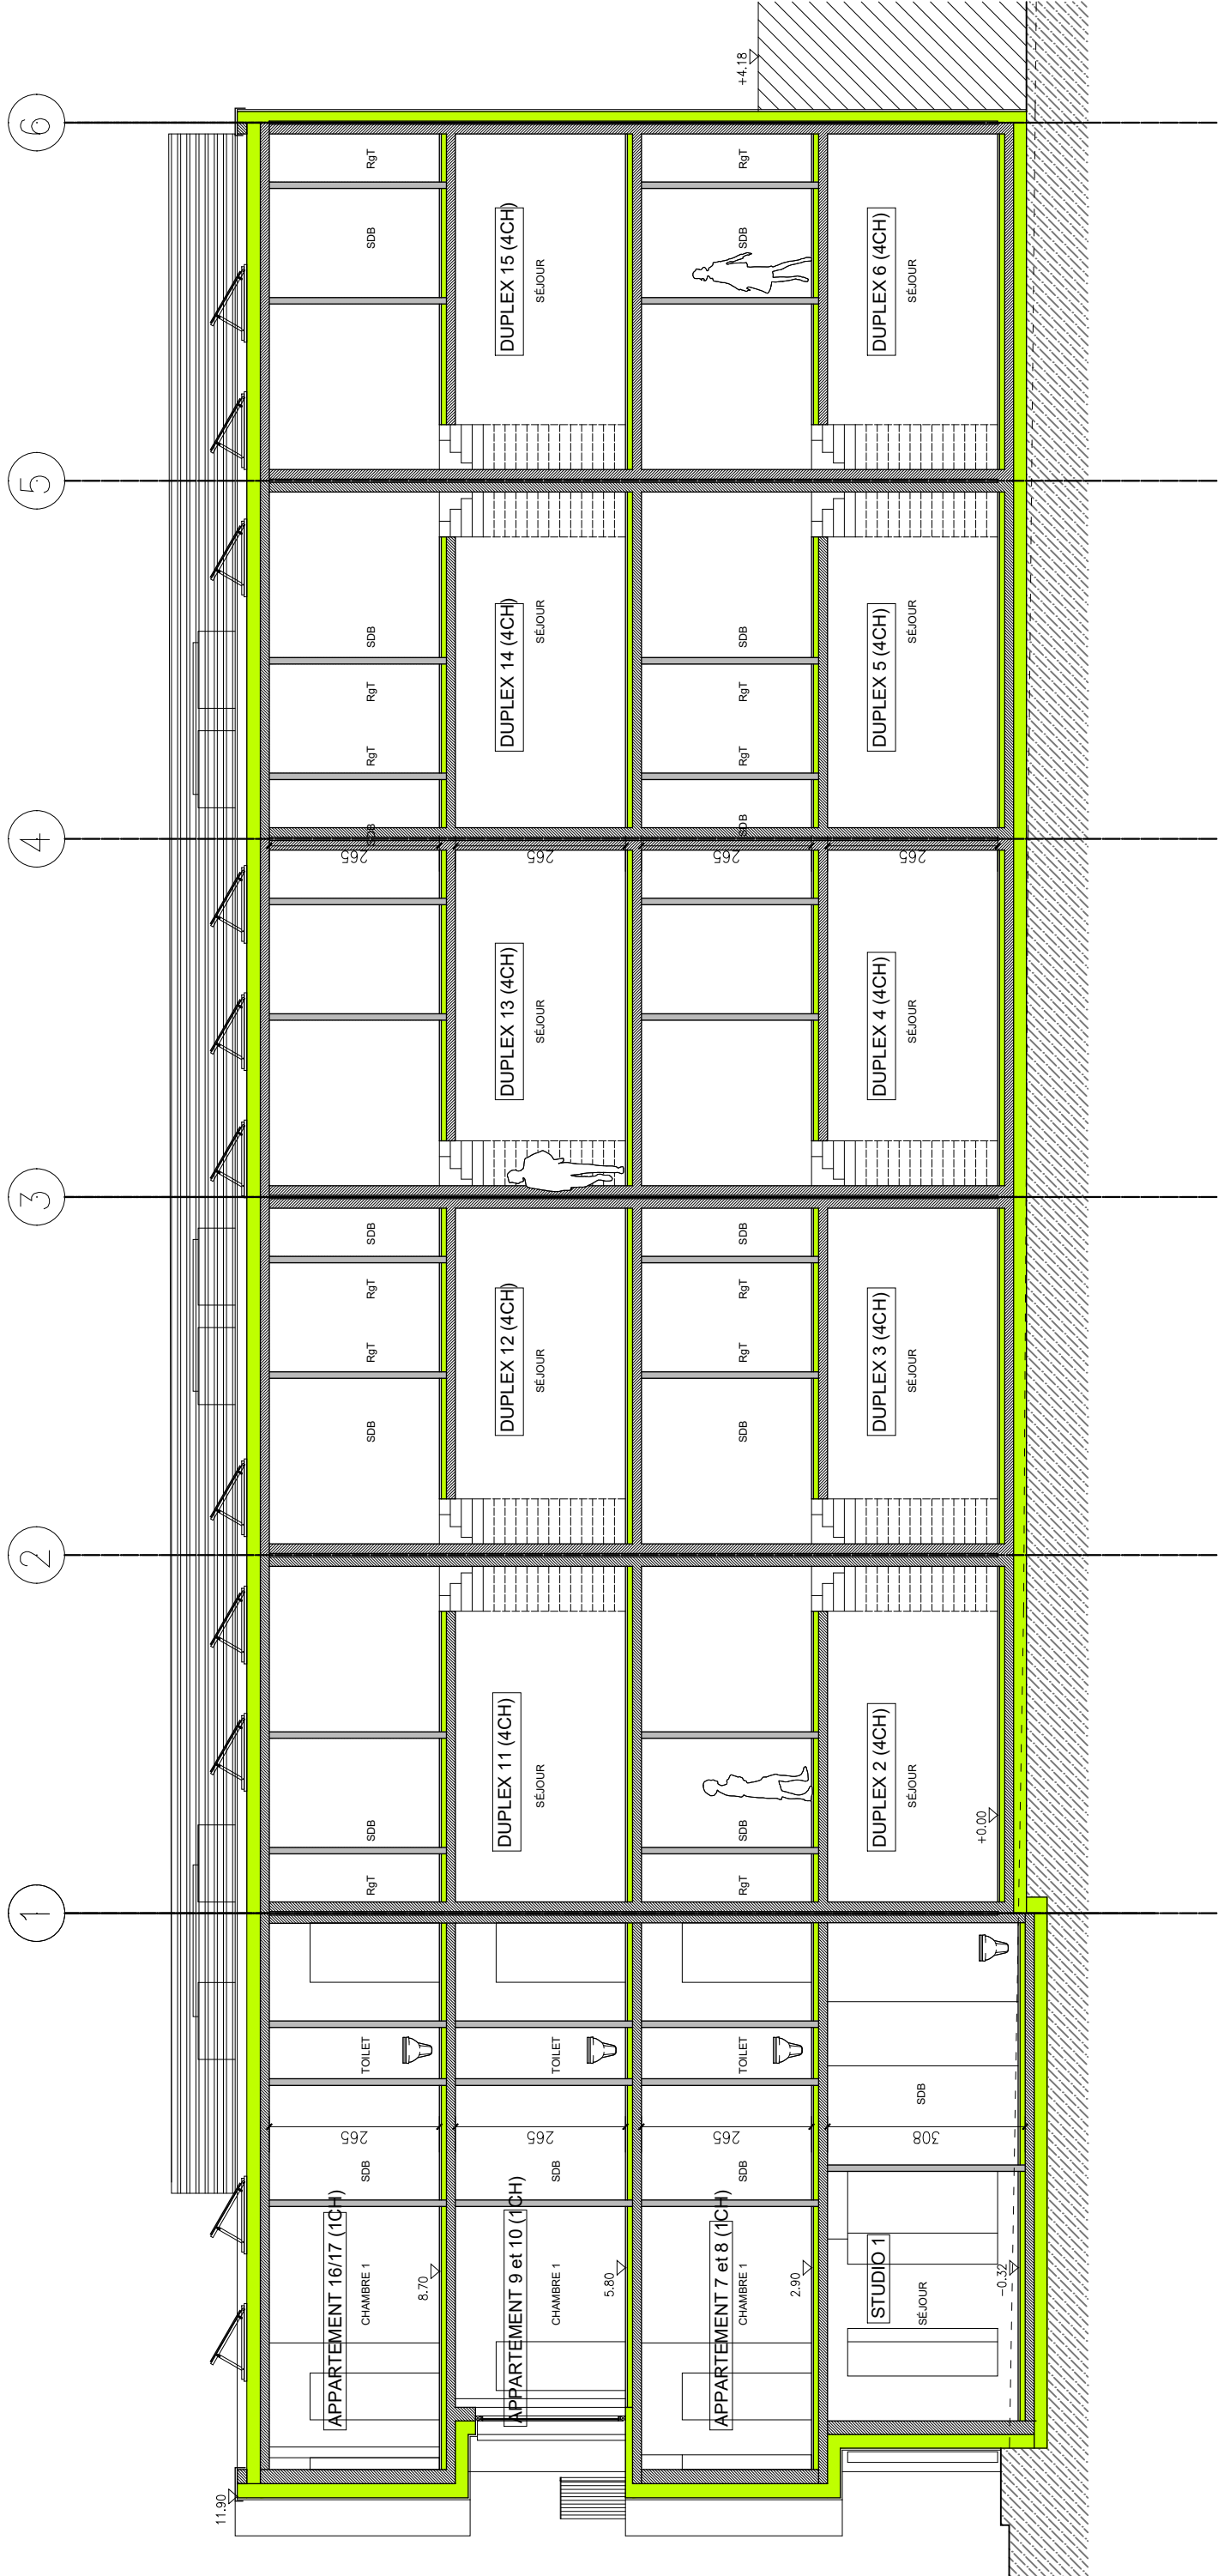 1
2
3
4
5
6
11.90
APPARTEMENT 16/17 (1CH)
CHAMBRE 1
SDB
TOILET
RgT
SDB
SDB
RgT
RgT
SDB
SDB
RgT
RgT
SDB
SDB
RgT
265
265
8.70
APPARTEMENT 9 et 10 (1CH)
DUPLEX 11 (4CH)
DUPLEX 12 (4CH)
DUPLEX 13 (4CH)
DUPLEX 14 (4CH)
DUPLEX 15 (4CH)
CHAMBRE 1
SDB
TOILET
SÉJOUR
SÉJOUR
SÉJOUR
SÉJOUR
SÉJOUR
265
265
5.80
APPARTEMENT 7 et 8 (1CH)
CHAMBRE 1
SDB
TOILET
RgT
SDB
SDB
RgT
RgT
SDB
SDB
RgT
RgT
SDB
SDB
RgT
+4.18
265
265
2.90
STUDIO 1
DUPLEX 2 (4CH)
DUPLEX 3 (4CH)
DUPLEX 4 (4CH)
DUPLEX 5 (4CH)
DUPLEX 6 (4CH)
SÉJOUR
SDB
SÉJOUR
SÉJOUR
SÉJOUR
SÉJOUR
SÉJOUR
308
265
-0.32
+0.00